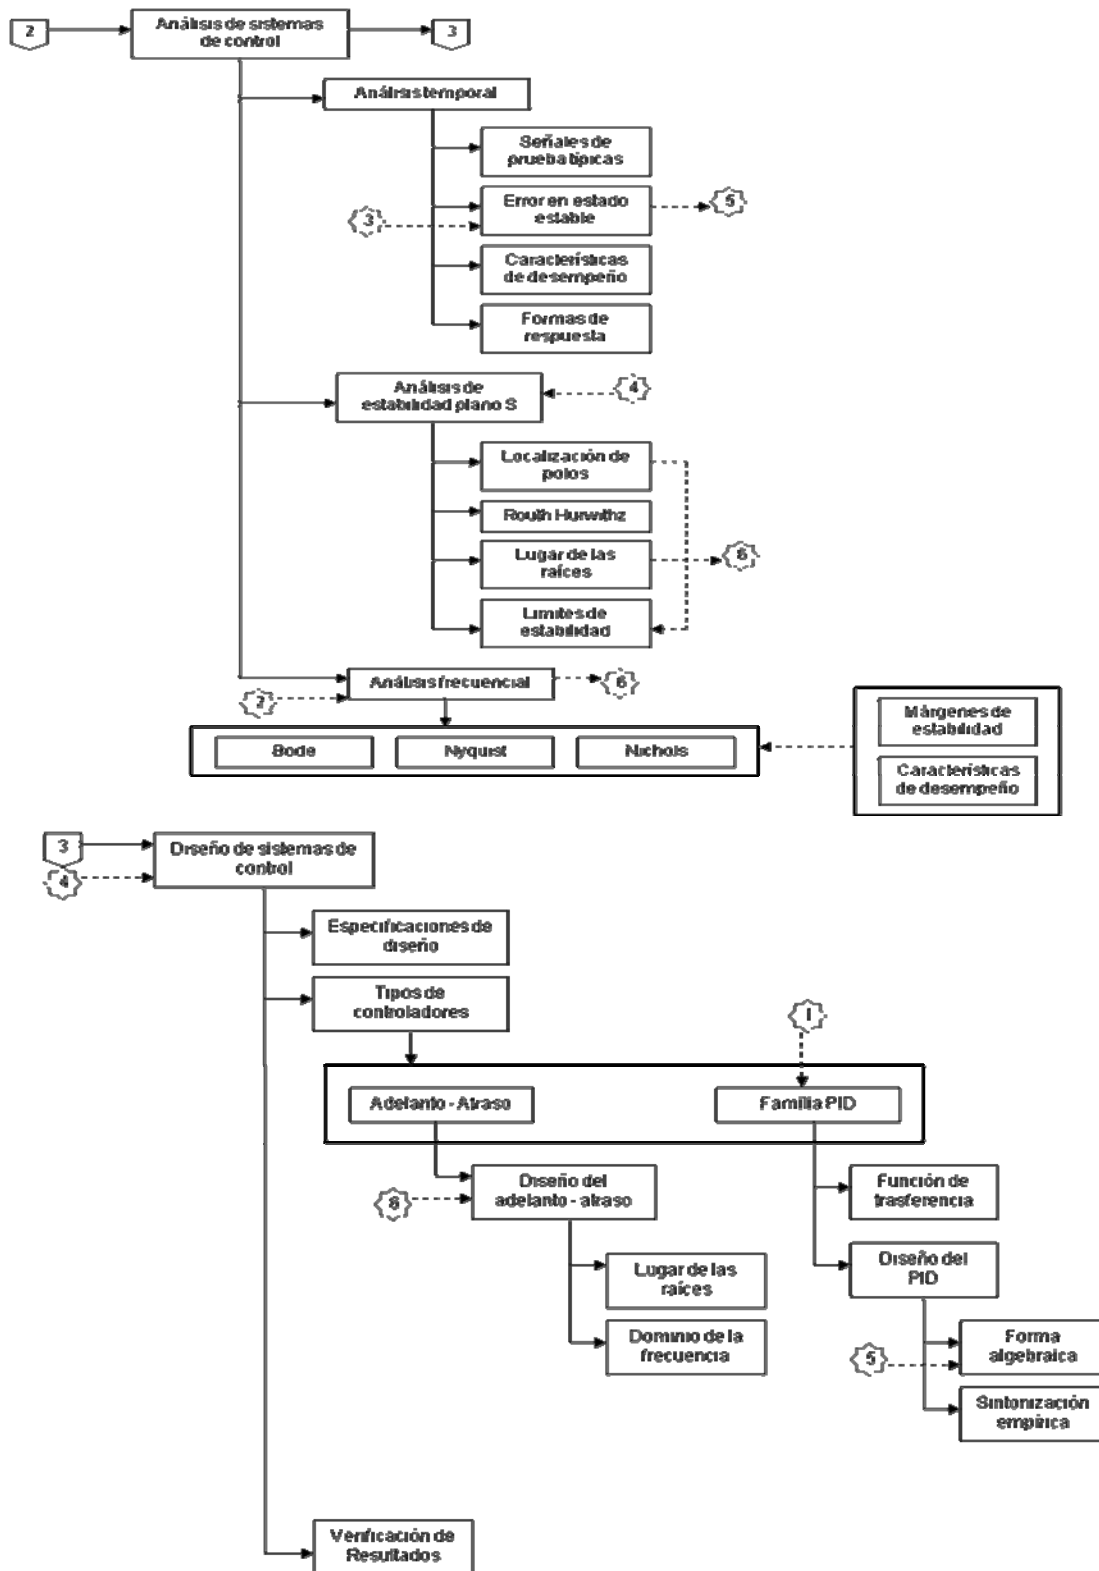 2
Análisis de sistemas
de control
3
Análisis temporal
Señales de
prueba típicas
Error en estado
estable
5
3
Características
de desempeño
Formas de
respuesta
Análisis de
estabilidad plano S
4
Localización de
polos
Routh Hurwithz
Lugar de las
raíces
6
Limites de
estabilidad
Análisis frecuencial
6
2
Bode
Nyquist
Nichols
Márgenes de
estabilidad
Características
de desempeño
3
4
Diseño de sistemas de
control
Especificaciones de
diseño
Tipos de
controladores
1
Adelanto - Atraso
Familia PID
Diseño del
adelanto - atraso
6
Función de
trasferencia
Lugar de las
raíces
Diseño del
PID
Dominio de la
frecuencia
Forma
algebraica
5
Sintonización
empírica
Verificación de
Resultados